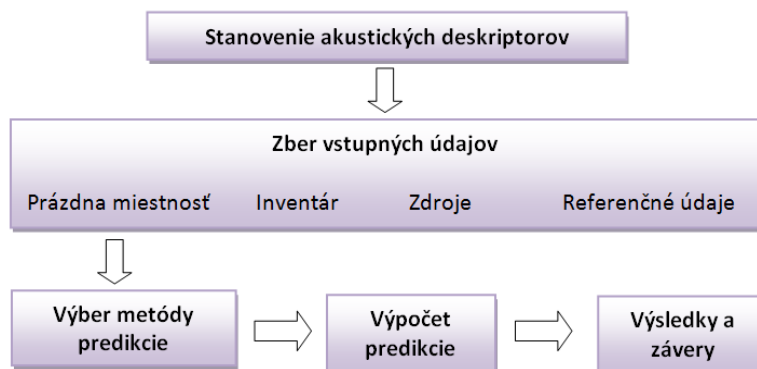 Stanovenie akustických deskriptorov
Zber vstupných údajov
Prázdna miestnosť Inventár Zdroje Referenčné údaje
Výber metódy
predikcie
Výpočet
predikcie
Výsledky a
závery